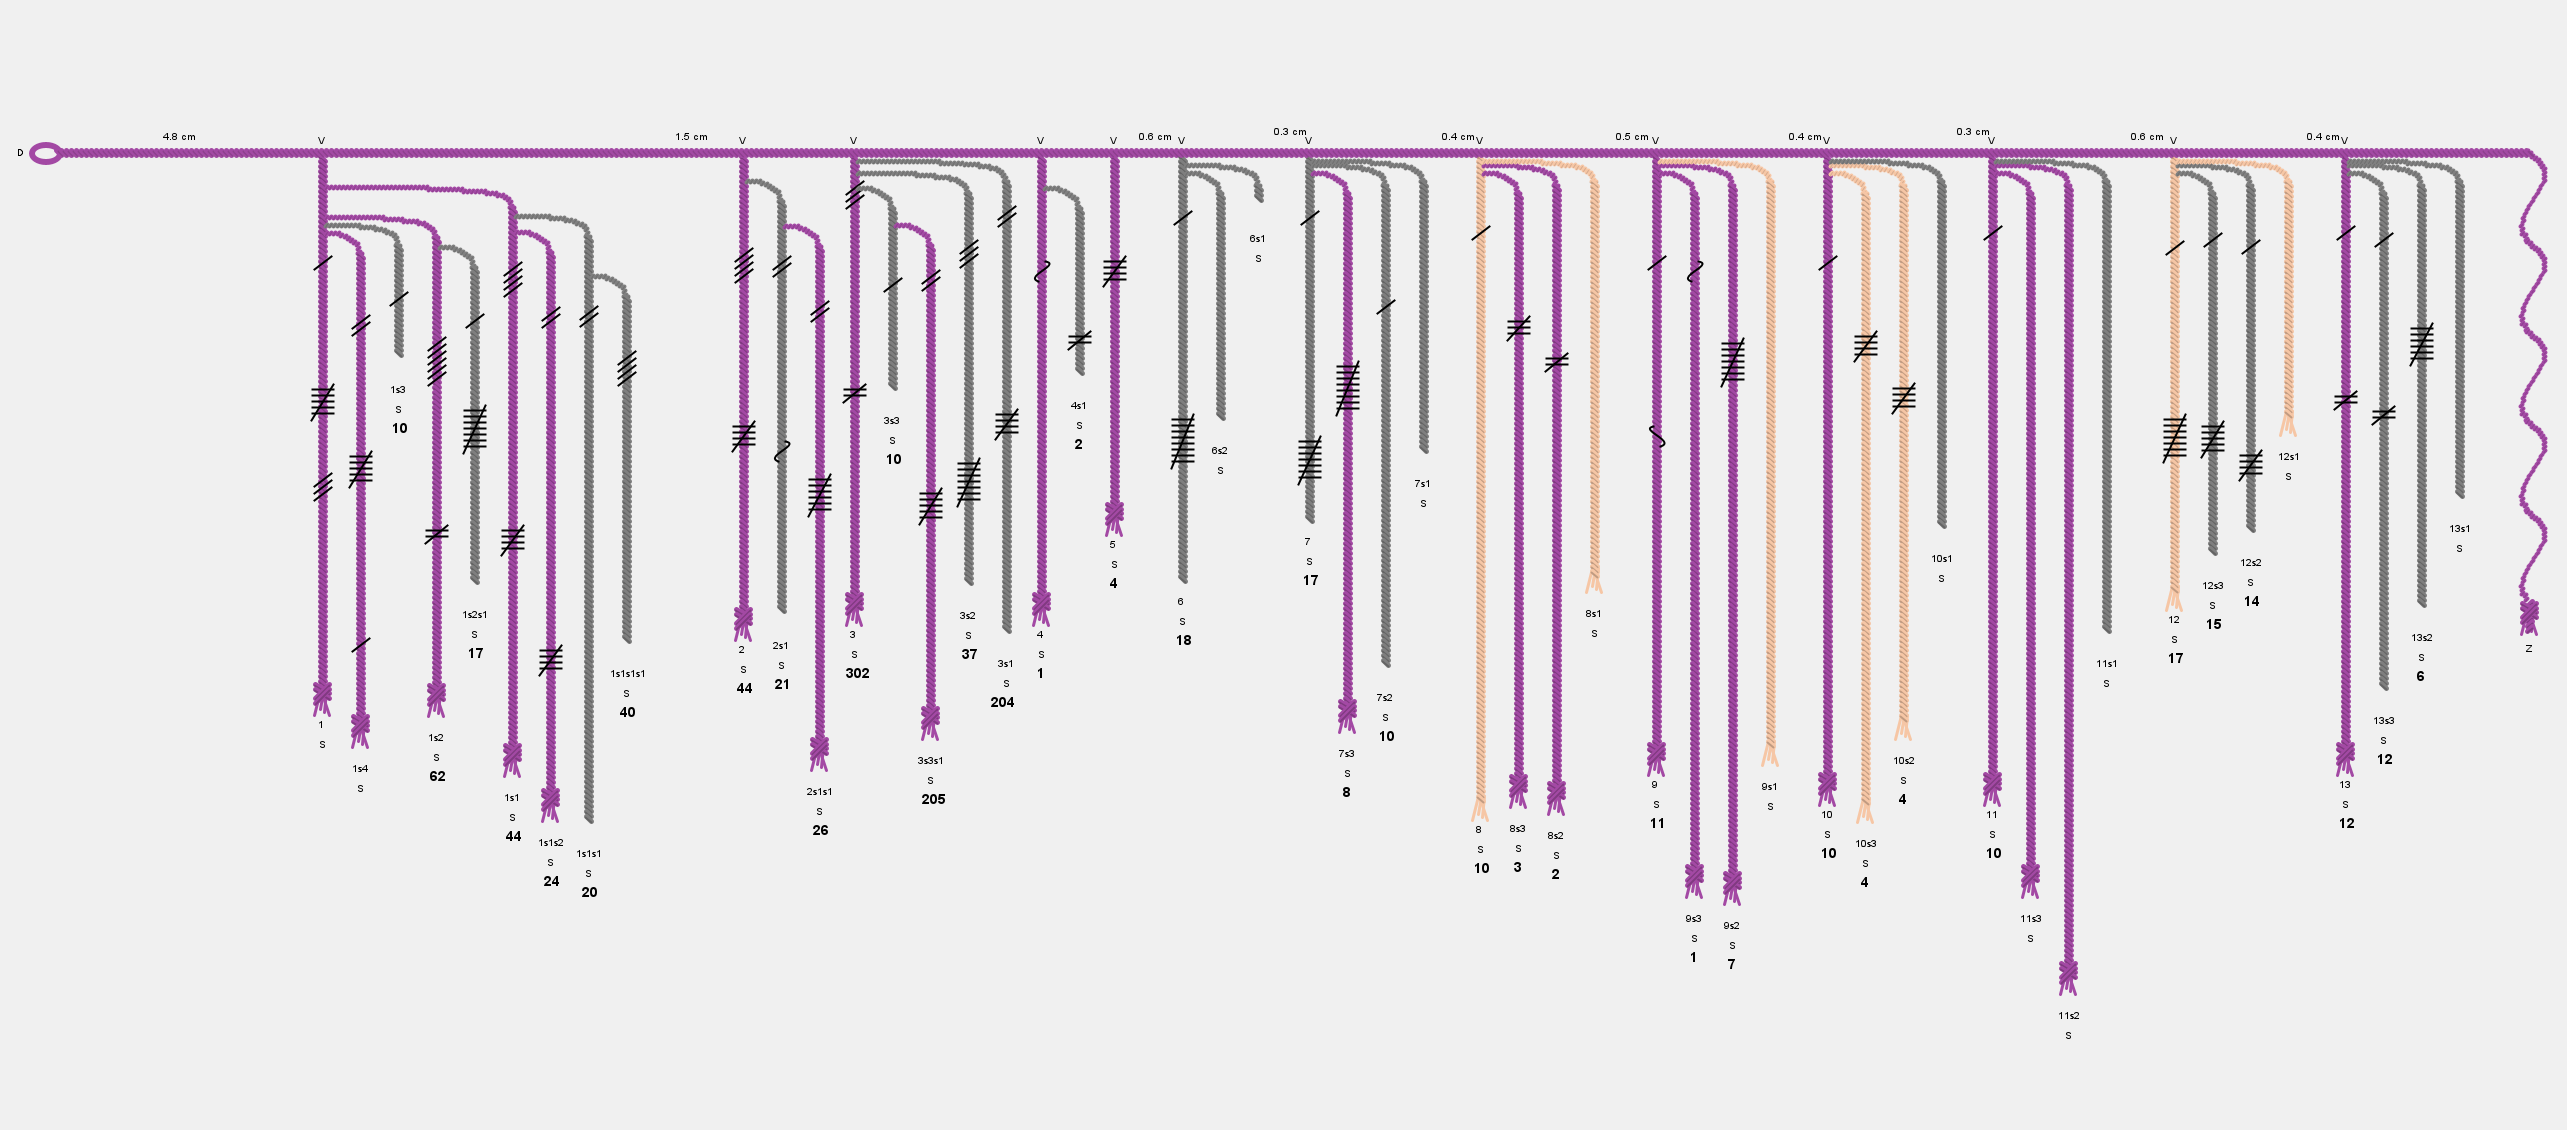 4.8 cm 1.5 cm 0.6 cm 0.3 cm 0.4 cm 0.5 cm 0.4 cm 0.3 cm 0.6 cm 0.4 cm
V V V V V V V V V V V V V
D
6s1
S
1s3
S
10
4s1
S
2
3s3
S
10
6s2
S
7s1
S
12s1
S
13s1
S
5
S
4
7
S
17
10s1
S
12s2
S
14
12s3
S
15
6
S
18
1s2s1
S
17
3s2
S
37
8s1
S
12
S
17
4
S
1
3
S
302
13s2
S
6
2s1
S
21
2
S
44
Z
3s1
S
204
11s1
S
1s1s1s1
S
40
7s2
S
10
1
S
13s3
S
12
1s2
S
62
7s3
S
8
3s3s1
S
205
10s2
S
4
1s4
S
9
S
11
13
S
12
9s1
S
2s1s1
S
26
1s1
S
44
10
S
10
11
S
10
8
S
10
8s3
S
3
8s2
S
2
1s1s2
S
24
10s3
S
4
1s1s1
S
20
9s3
S
1
11s3
S
9s2
S
7
11s2
S